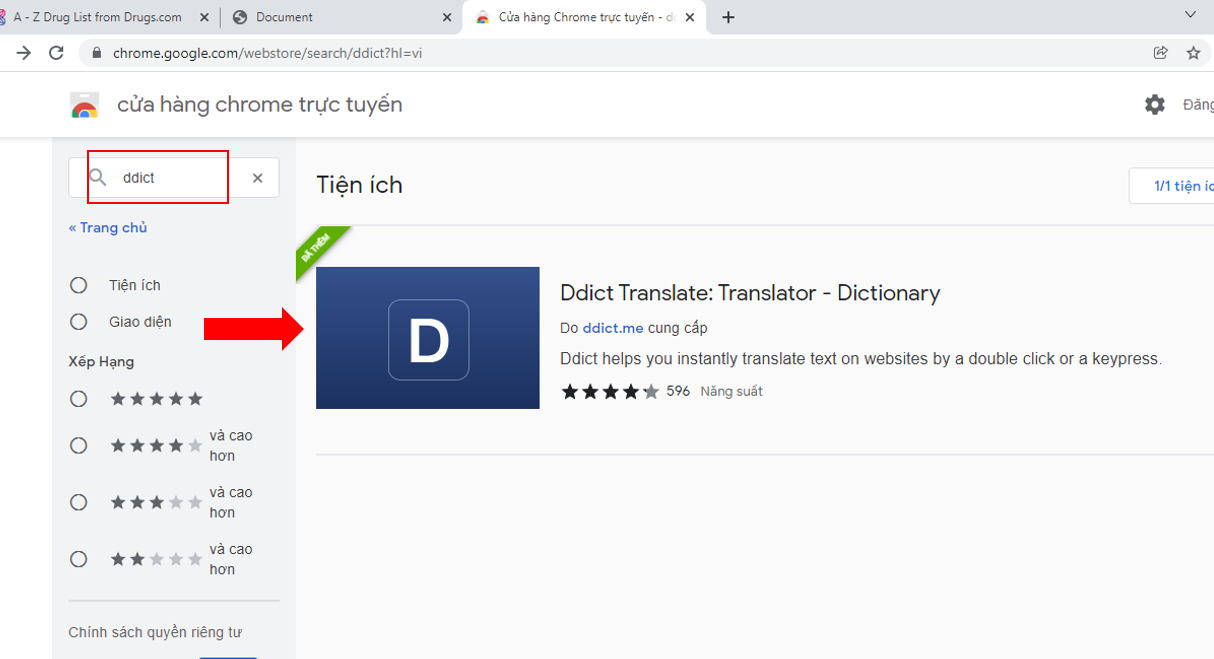 A - Z Drug List from Drugs.com
Document
Cửa hàng Chrome trực tuyến - d
chrome.google.com/webstore/search/ddict?hl=vi
cửa hàng chrome trực tuyến
Đăng
ddict
Tiện ích
1/1 tiện íc
« Trang chủ
ĐÃ THÊM
Tiện ích
Giao diện
D
Ddict Translate: Translator - Dictionary
Do ddict.me cung cấp
Ddict helps you instantly translate text on websites by a double click or a keypress.
596 Năng suất
Xếp Hạng
và cao
hơn
và cao
hơn
và cao
hơn
Chính sách quyền riêng tư